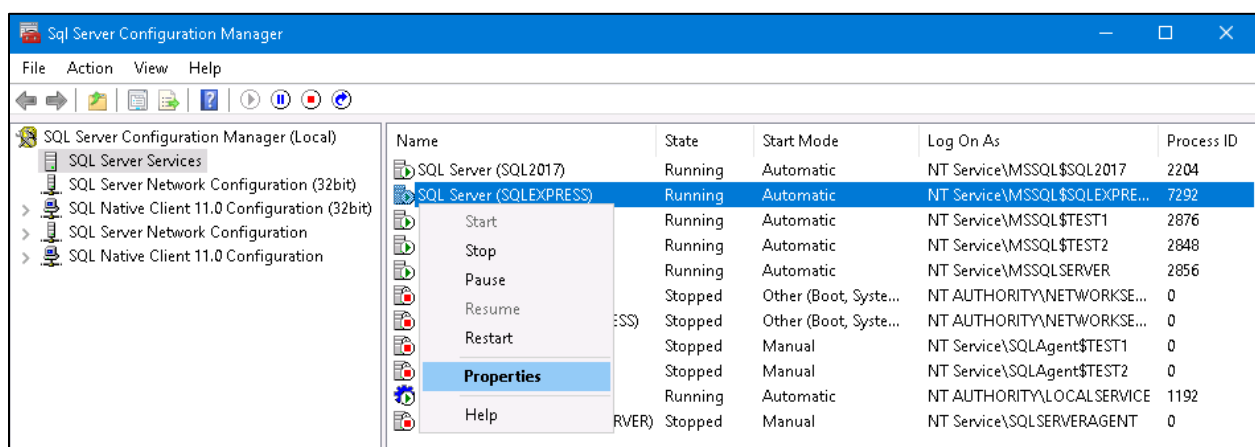 Sql Server Configuration Manager
File Action View Help
SQL Server Configuration Manager (Local)
SQL Server Services
SQL Server Network Configuration (32bit)
SQL Native Client 11.0 Configuration (32bit)
SQL Server Network Configuration
SQL Native Client 11.0 Configuration
Name State Start Mode Log On As Process ID
SQL Server (SQL2017) Running Automatic NT Service\MSSQL$SQL2017 2204
SQL Server (SQLEXPRESS) Running Automatic NT Service\MSSQL$SQLEXPRE... 7292
Running Automatic NT Service\MSSQL$TEST1 2876
Running Automatic NT Service\MSSQL$TEST2 2848
Running Automatic NT Service\MSSQLSERVER 2856
Stopped Other (Boot, Syste... NT AUTHORITY\NETWORKSE... 0
ESS) Stopped Other (Boot, Syste... NT AUTHORITY\NETWORKSE... 0
Stopped Manual NT Service\SQLAgent$TEST1 0
Stopped Manual NT Service\SQLAgent$TEST2 0
Running Automatic NT AUTHORITY\LOCALSERVICE 1192
RVER) Stopped Manual NT Service\SQLSERVERAGENT 0
Start
Stop
Pause
Resume
Restart
Properties
Help